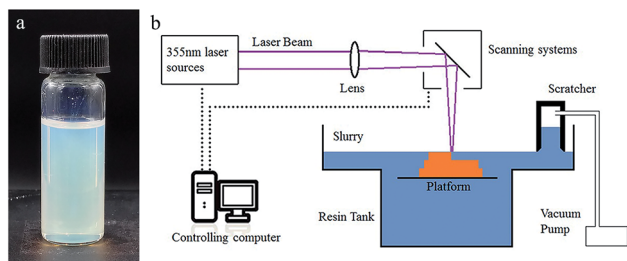 a
b
355nm laser
sources
Laser Beam
Lens
Scanning systems
Scratcher
Slurry
Platform
Resin Tank
Controlling computer
Vacuum
Pump